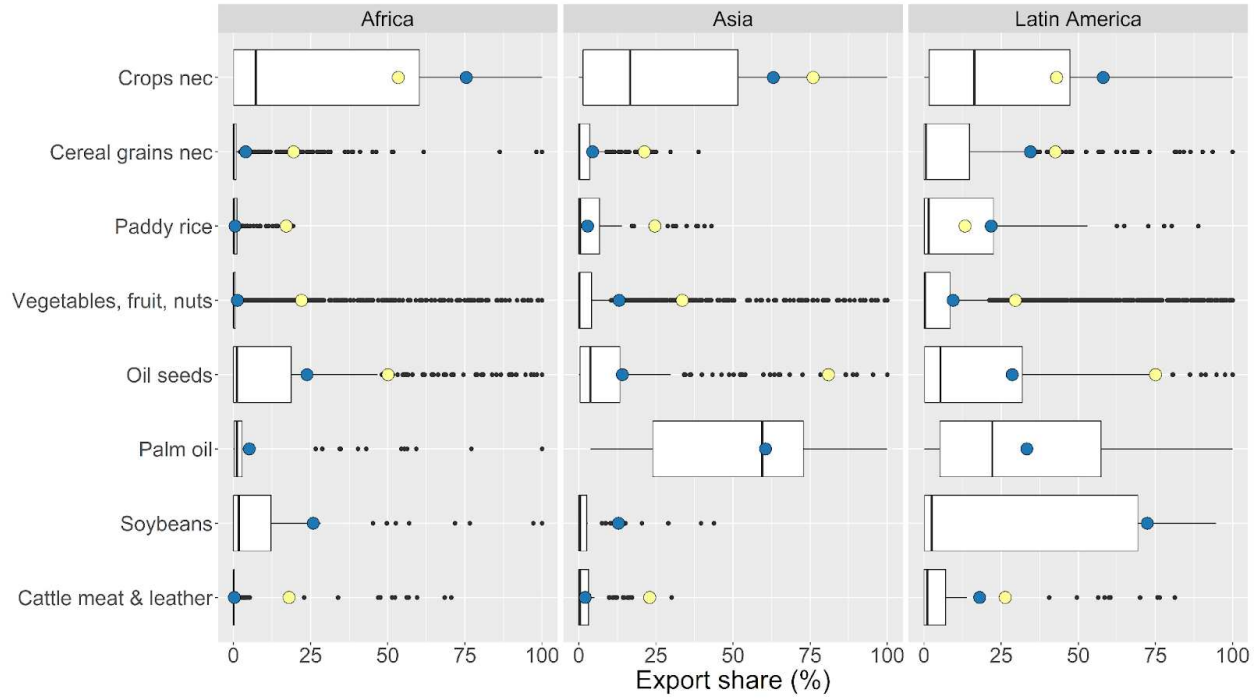 Africa Asia Latin America
Crops nec
Cereal grains nec
Paddy rice
Vegetables, fruit, nuts
Oil seeds
Palm oil
Soybeans
Cattle meat & leather
0 25 50 75 100 0 25 50 75 100 0 25 50 75 100
Export share (%)